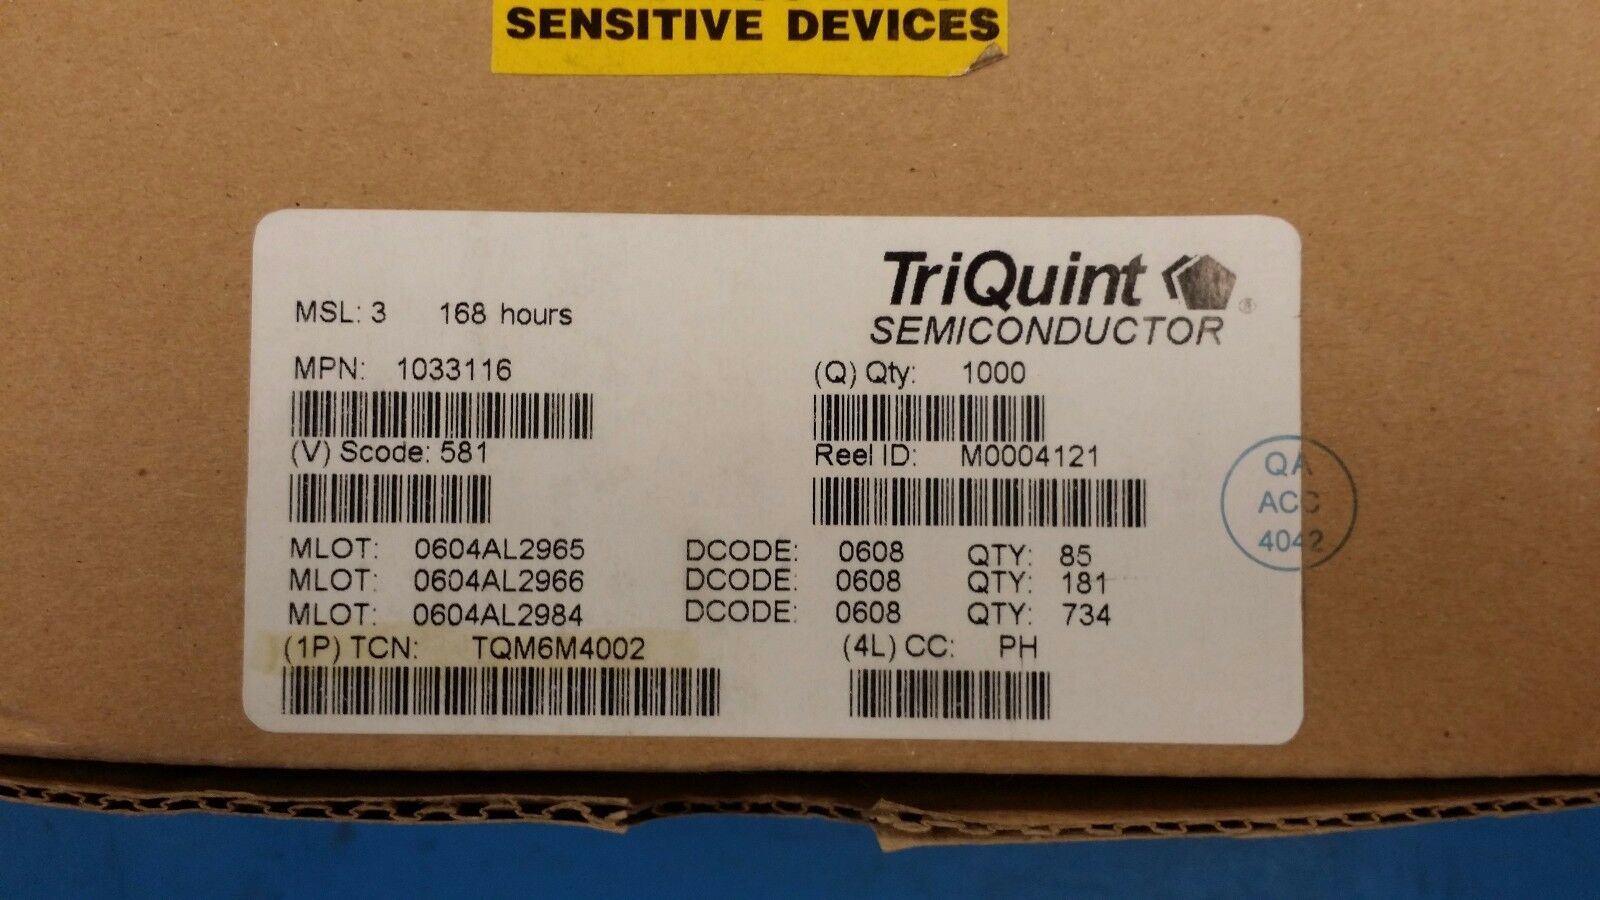 SENSITIVE DEVICES
TriQuint ®
SEMICONDUCTOR
MSL: 3 168 hours
MPN: 1033116
(Q) Qty: 1000
(V) Scode: 581
Reel ID: M0004121
QA
ACC
4042
MLOT: 0604AL2965 DCODE: 0608 QTY: 85
MLOT: 0604AL2966 DCODE: 0608 QTY: 181
MLOT: 0604AL2984 DCODE: 0608 QTY: 734
(1P) TCN: TQM6M4002 (4L) CC: PH